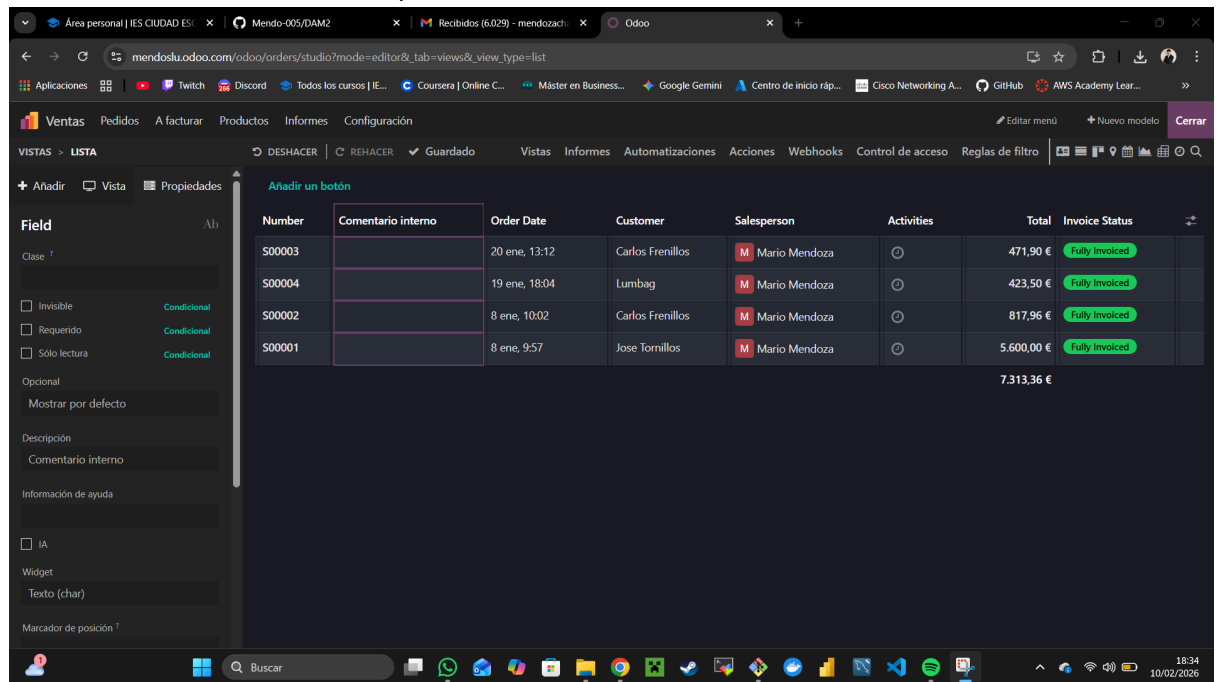 Área personal | IES CIUDAD ESC
Mendo-005/DAM2
Recibidos (6.029) - mendozach
Odoo
mendoslu.odoo.com/odoo/orders/studio?mode=editor&_tab=views&_view_type=list
Aplicaciones
Twitch
Discord
Todos los cursos | IE...
Coursera | Online C...
Máster en Business...
Google Gemini
Centro de inicio ráp...
Cisco Networking A...
GitHub
AWS Academy Lear...
Ventas Pedidos A facturar Productos Informes Configuración
Editar menú Nuevo modelo Cerrar
VISTAS > LISTA
DESHACER REHACER Guardado
Vistas Informes Automatizaciones Acciones Webhooks Control de acceso Reglas de filtro
Añadir Vista Propiedades
Añadir un botón
Field Ab
Clase ?
Invisible Condicional
Requerido Condicional
Sólo lectura Condicional
Opcional
Mostrar por defecto
Descripción
Comentario interno
Información de ayuda
IA
Widget
Texto (char)
Marcador de posición ?
Number Comentario interno Order Date Customer Salesperson Activities Total Invoice Status
S00003 20 ene, 13:12 Carlos Frenillos M Mario Mendoza 471,90 € Fully Invoiced
S00004 19 ene, 18:04 Lumbag M Mario Mendoza 423,50 € Fully Invoiced
S00002 8 ene, 10:02 Carlos Frenillos M Mario Mendoza 817,96 € Fully Invoiced
S00001 8 ene, 9:57 Jose Tornillos M Mario Mendoza 5.600,00 € Fully Invoiced
7.313,36 €
Buscar
18:34
10/02/2026